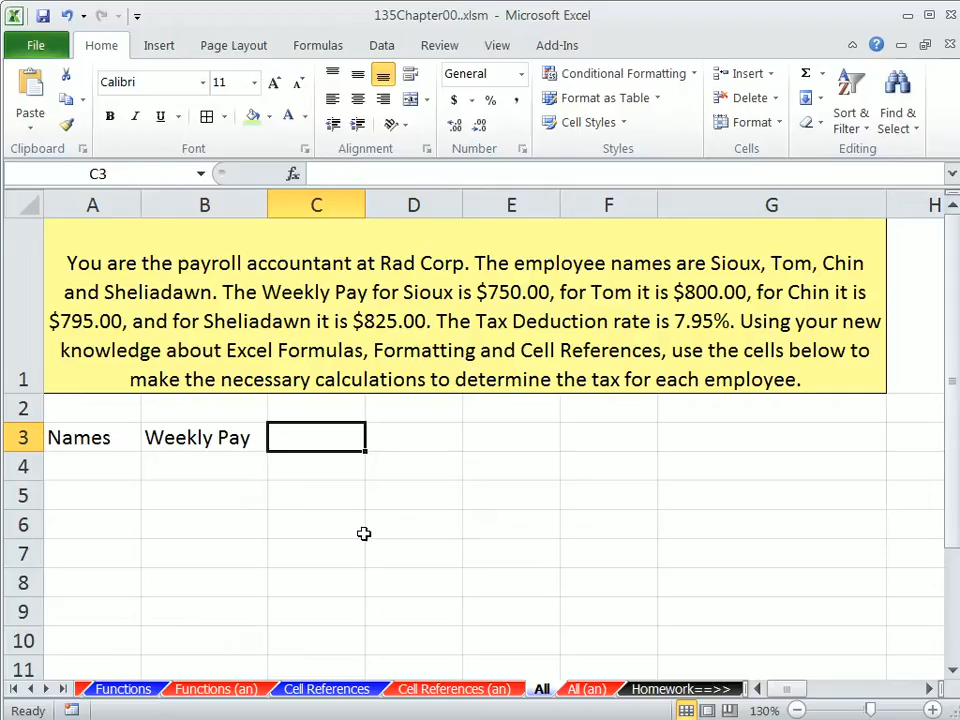 135Chapter00..xlsm - Microsoft Excel
File Home Insert Page Layout Formulas Data Review View Add-Ins
Paste
Clipboard
Calibri 11
B I U A
Font
Alignment
General
$ % ,
Number
Conditional Formatting
Format as Table
Cell Styles
Styles
Insert
Delete
Format
Cells
Σ
Sort & Filter
Find & Select
Editing
C3 fx
A B C D E F G H
1
You are the payroll accountant at Rad Corp. The employee names are Sioux, Tom, Chin
and Sheliadawn. The Weekly Pay for Sioux is $750.00, for Tom it is $800.00, for Chin it is
$795.00, and for Sheliadawn it is $825.00. The Tax Deduction rate is 7.95%. Using your new
knowledge about Excel Formulas, Formatting and Cell References, use the cells below to
make the necessary calculations to determine the tax for each employee.
2
3 Names Weekly Pay
4
5
6
7
8
9
10
11
Functions Functions (an) Cell References Cell References (an) All All (an) Homework==>>
Ready 130%